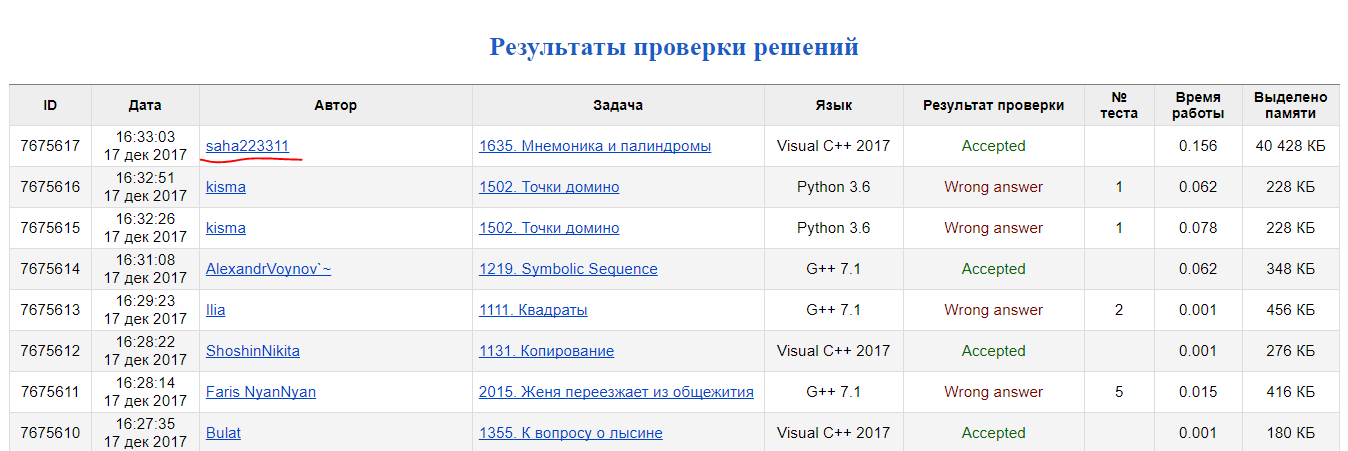 Результаты проверки решений
ID Дата Автор Задача Язык Результат проверки № теста Время работы Выделено памяти
7675617 16:33:03 17 дек 2017 saha223311 1635. Мнемоника и палиндромы Visual C++ 2017 Accepted 0.156 40 428 КБ
7675616 16:32:51 17 дек 2017 kisma 1502. Точки домино Python 3.6 Wrong answer 1 0.062 228 КБ
7675615 16:32:26 17 дек 2017 kisma 1502. Точки домино Python 3.6 Wrong answer 1 0.078 228 КБ
7675614 16:31:08 17 дек 2017 AlexandrVoynov`~ 1219. Symbolic Sequence G++ 7.1 Accepted 0.062 348 КБ
7675613 16:29:23 17 дек 2017 Ilia 1111. Квадраты G++ 7.1 Wrong answer 2 0.001 456 КБ
7675612 16:28:22 17 дек 2017 ShoshinNikita 1131. Копирование Visual C++ 2017 Accepted 0.001 276 КБ
7675611 16:28:14 17 дек 2017 Faris NyanNyan 2015. Женя переезжает из общежития G++ 7.1 Wrong answer 5 0.015 416 КБ
7675610 16:27:35 17 дек 2017 Bulat 1355. К вопросу о лысине Visual C++ 2017 Accepted 0.001 180 КБ